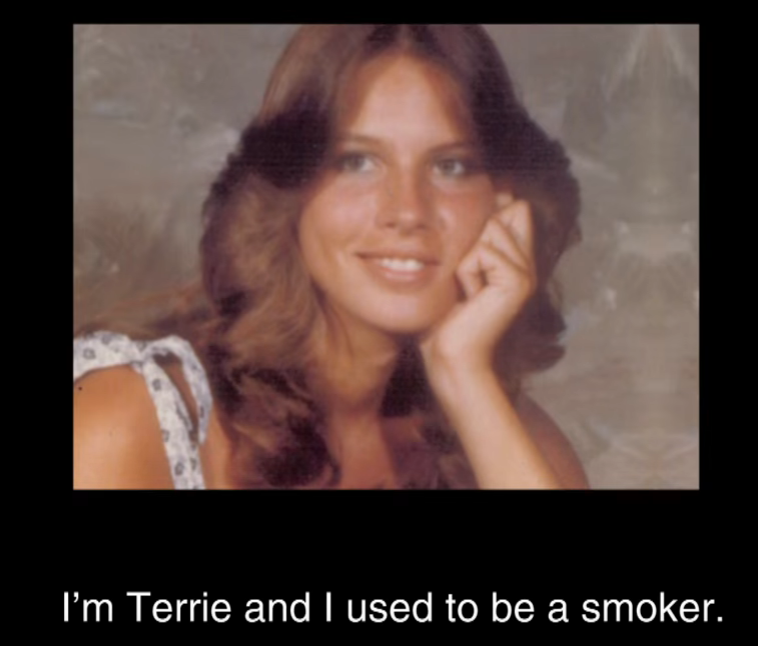 I’m Terrie and I used to be a smoker.